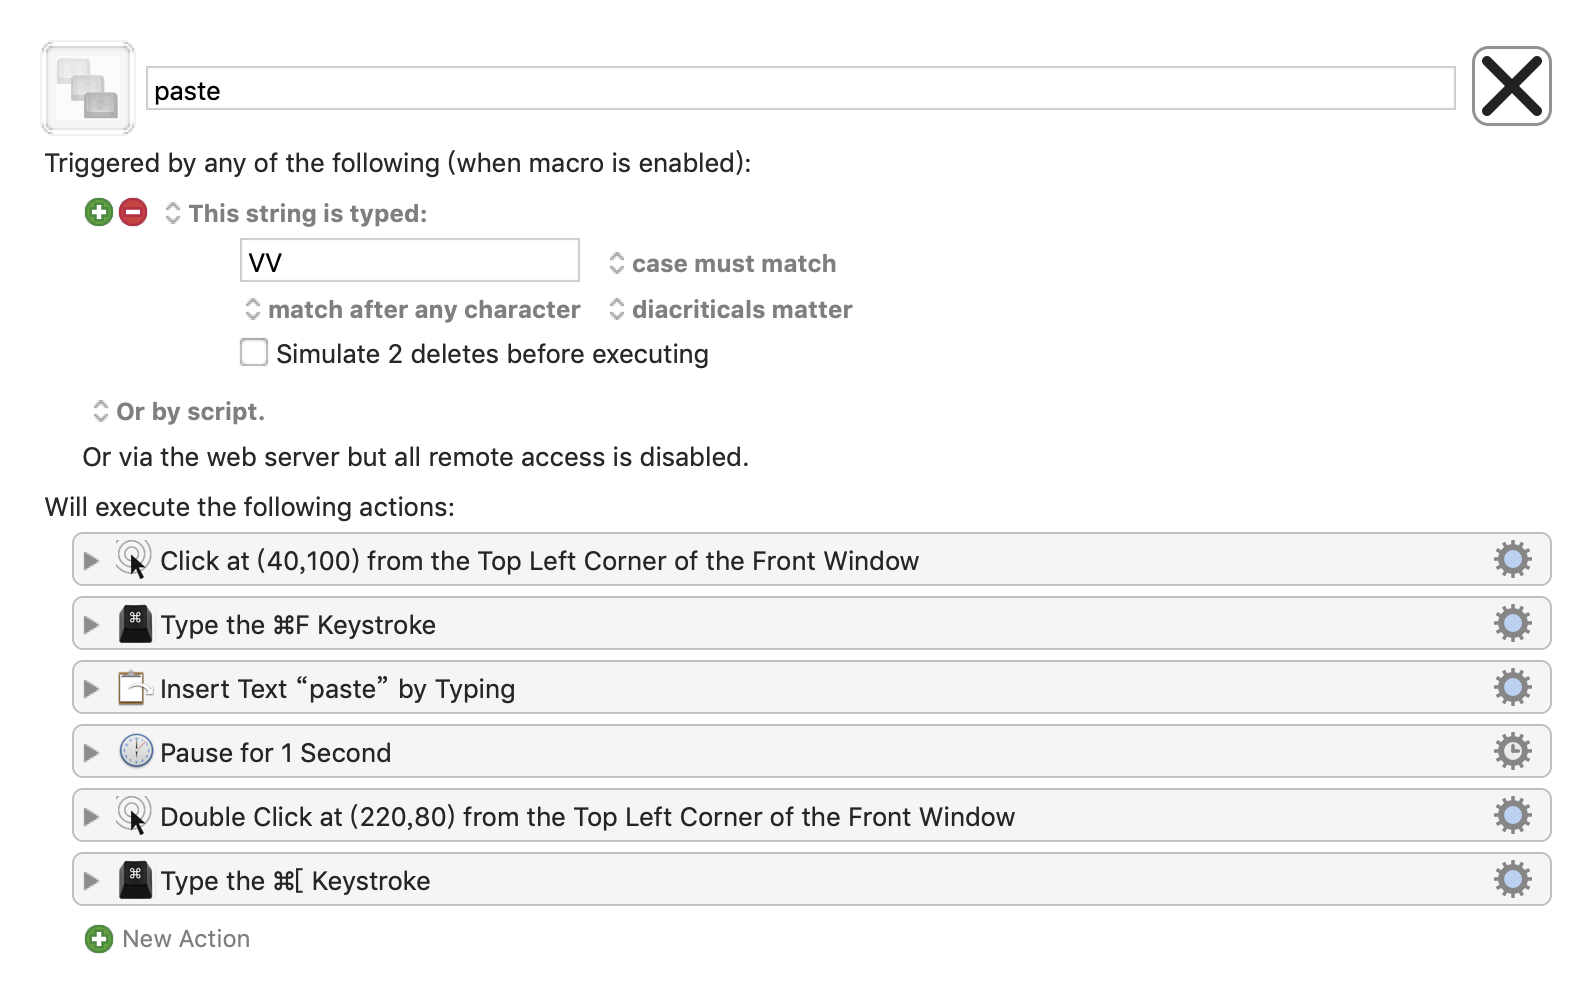 paste
Triggered by any of the following (when macro is enabled):
This string is typed:
VV
case must match
match after any character
diacriticals matter
Simulate 2 deletes before executing
Or by script.
Or via the web server but all remote access is disabled.
Will execute the following actions:
Click at (40,100) from the Top Left Corner of the Front Window
⌘
Type the ⌘F Keystroke
Insert Text “paste” by Typing
Pause for 1 Second
Double Click at (220,80) from the Top Left Corner of the Front Window
⌘
Type the ⌘[ Keystroke
New Action